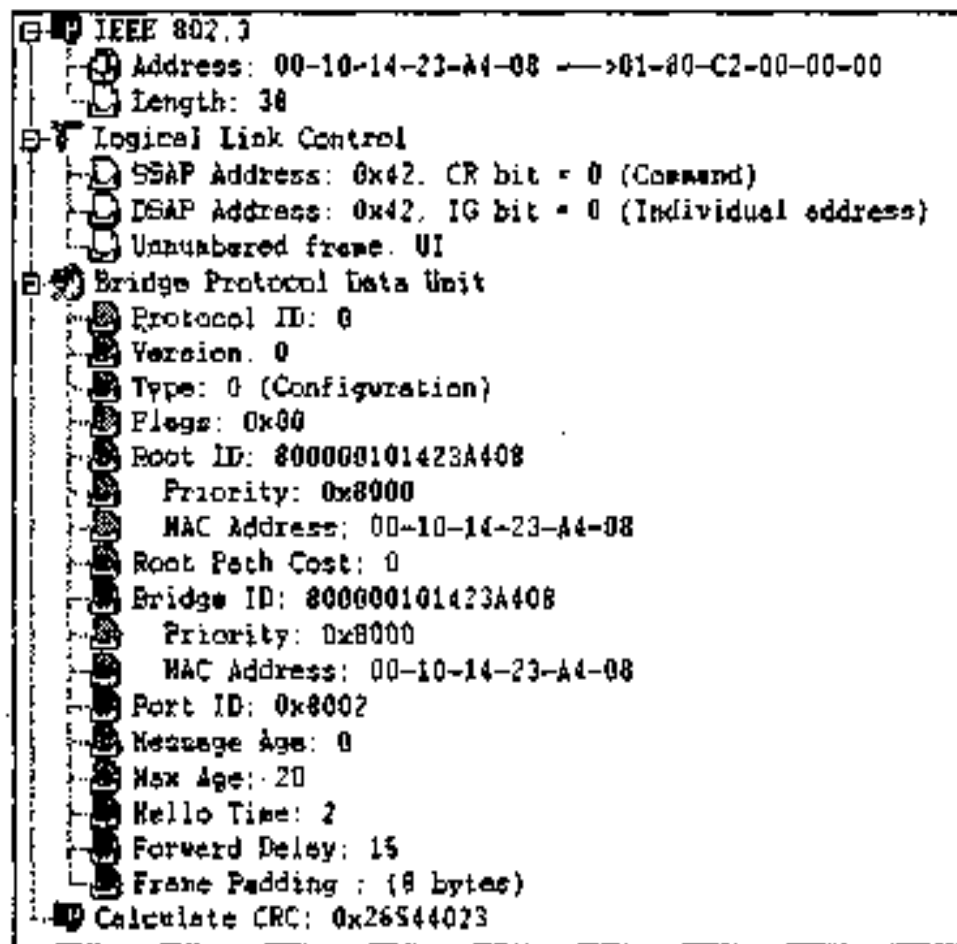 IEEE 802.3
Address: 00-10-14-23-A4-08 --->01-80-C2-00-00-00
Length: 38
Logical Link Control
SSAP Address: 0x42, CR bit = 0 (Command)
DSAP Address: 0x42, IG bit = 0 (Individual address)
Unnumbered frame. UI
Bridge Protocol Data Unit
Protocol ID: 0
Version. 0
Type: 0 (Configuration)
Flags: 0x00
Root ID: 800000101423A408
Priority: 0x8000
MAC Address: 00-10-14-23-A4-08
Root Path Cost: 0
Bridge ID: 800000101423A408
Priority: 0x8000
MAC Address: 00-10-14-23-A4-08
Port ID: 0x8002
Message Age: 0
Max Age: 20
Hello Time: 2
Forward Delay: 15
Frame Padding : (8 bytes)
Calculate CRC: 0x26544023